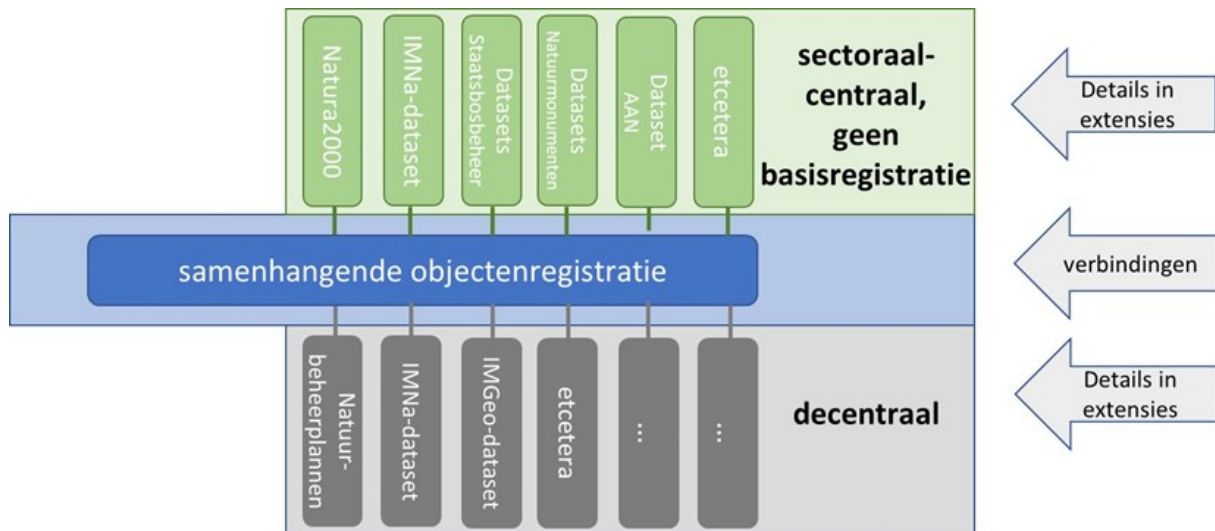 Natura2000
IMNa-dataset
Datasets
Staatsbosbeheer
Datasets
Natuurmonumenten
Dataset
AAN
etcetera
sectoraal-
centraal,
geen
basisregistratie
Details in
extensies
samenhangende objectenregistratie
verbindingen
Natuur-
beheerplannen
IMNa-dataset
IMGeo-dataset
etcetera
...
...
decentraal
Details in
extensies